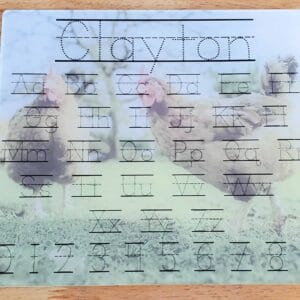 Clayton
Aa Bb Cc Dd Ee Ff
Gg Hh Ii Jj Kk Ll
Mm Nn Oo Pp Qq Rr
Ss Tt Uu Vv Ww
Xx Yy Zz
0 1 2 3 4 5 6 7 8